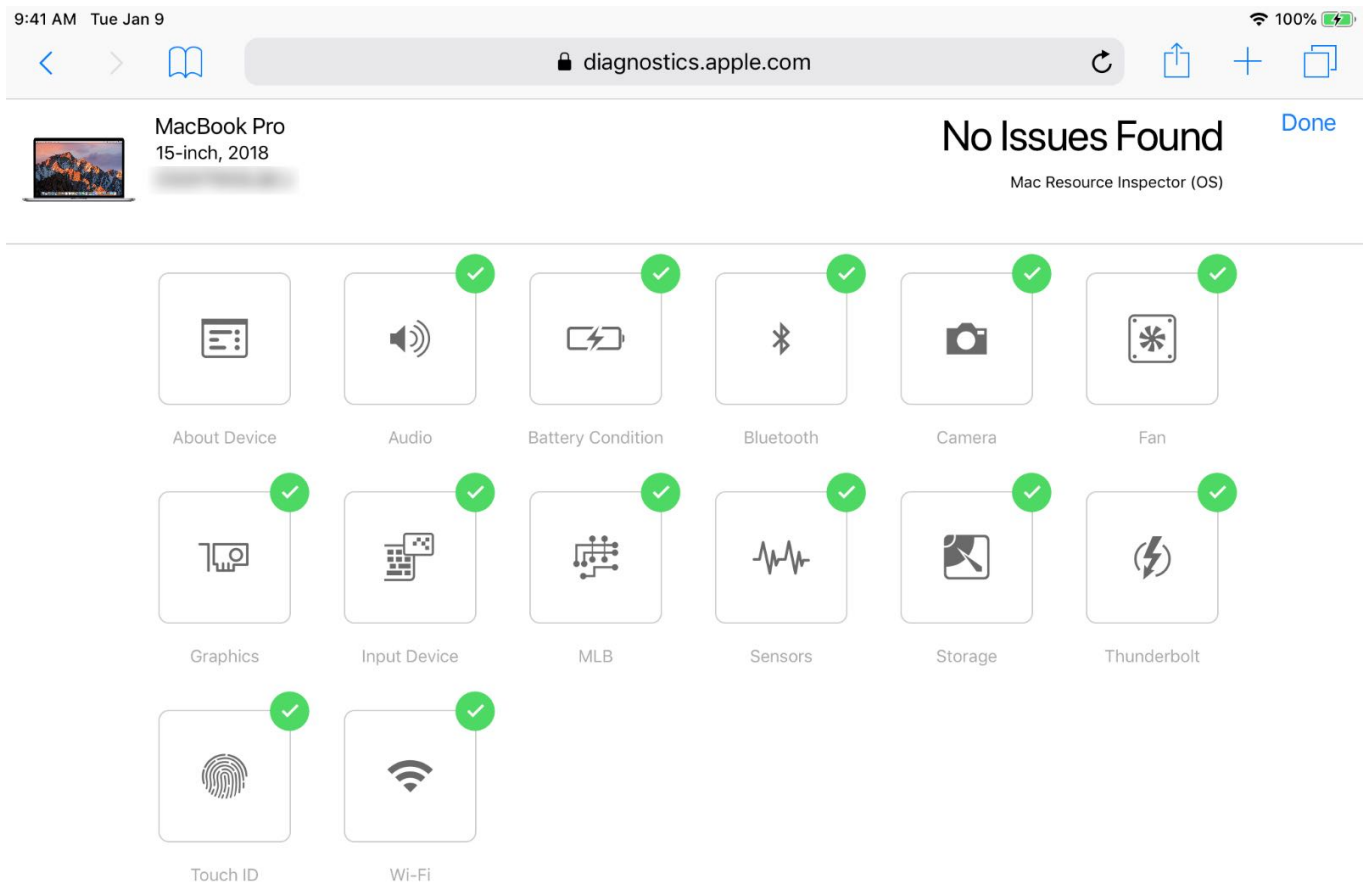 9:41 AM Tue Jan 9
100%
diagnostics.apple.com
MacBook Pro
15-inch, 2018
No Issues Found
Done
Mac Resource Inspector (OS)
About Device
Audio
Battery Condition
Bluetooth
Camera
Fan
Graphics
Input Device
MLB
Sensors
Storage
Thunderbolt
Touch ID
Wi-Fi